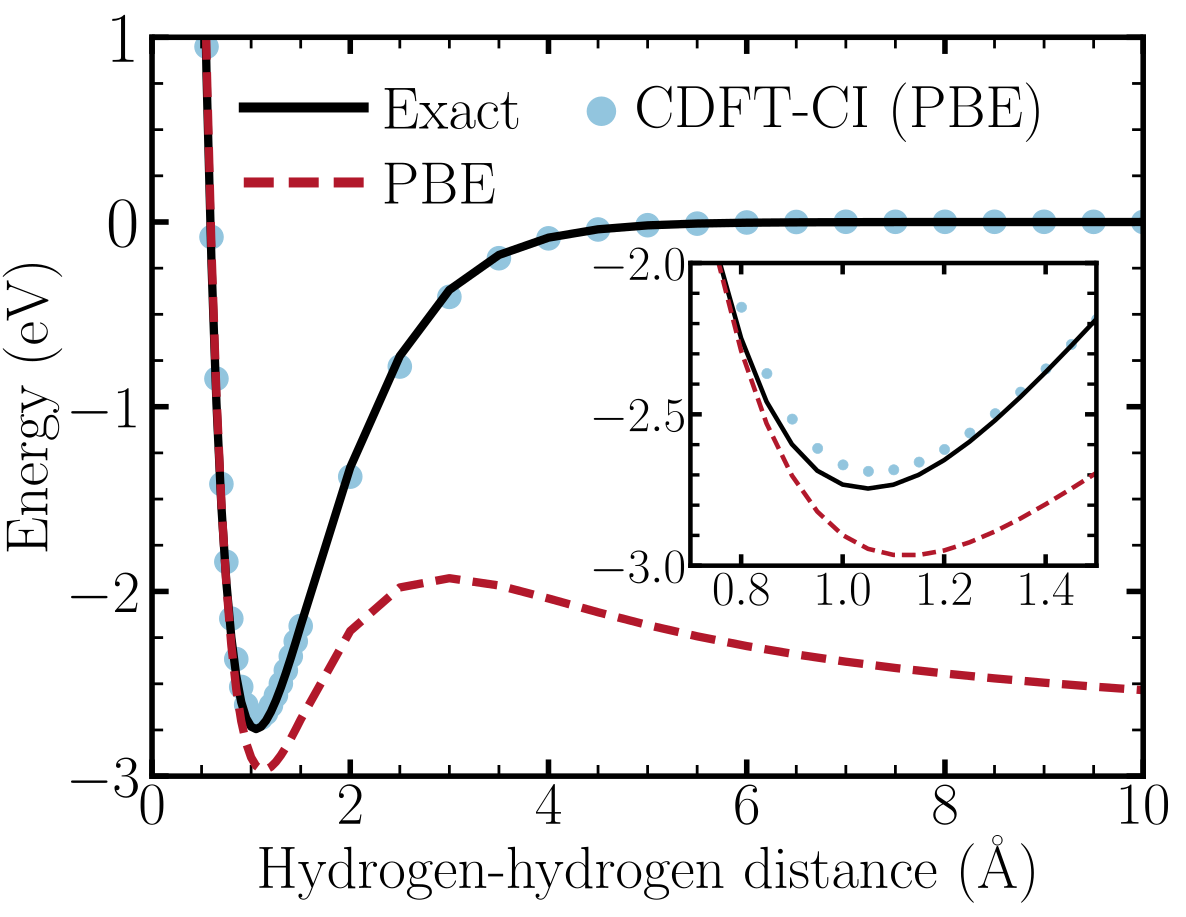 Exact
CDFT-CI (PBE)
PBE
Energy (eV)
1
0
−1
−2
−3
0 2 4 6 8 10
Hydrogen-hydrogen distance (Å)
−2.0
−2.5
−3.0
0.8 1.0 1.2 1.4